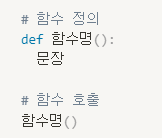 # 함수 정의
def 함수명():
  문장

# 함수 호출
함수명()